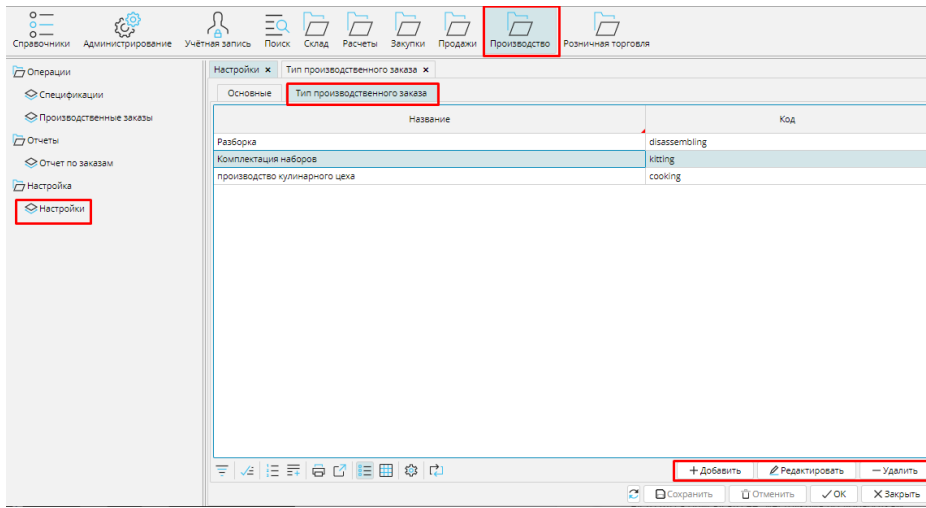 Справочники Администрирование Учётная запись Поиск Склад Расчеты Закупки Продажи Производство Розничная торговля
Операции
Спецификации
Производственные заказы
Отчеты
Отчет по заказам
Настройка
Настройки
Настройки × Тип производственного заказа ×
Основные Тип производственного заказа
Название Код
Разборка disassembling
Комплектация наборов kitting
производство кулинарного цеха cooking
+ Добавить Редактировать — Удалить
Сохранить Отменить ОК Закрыть